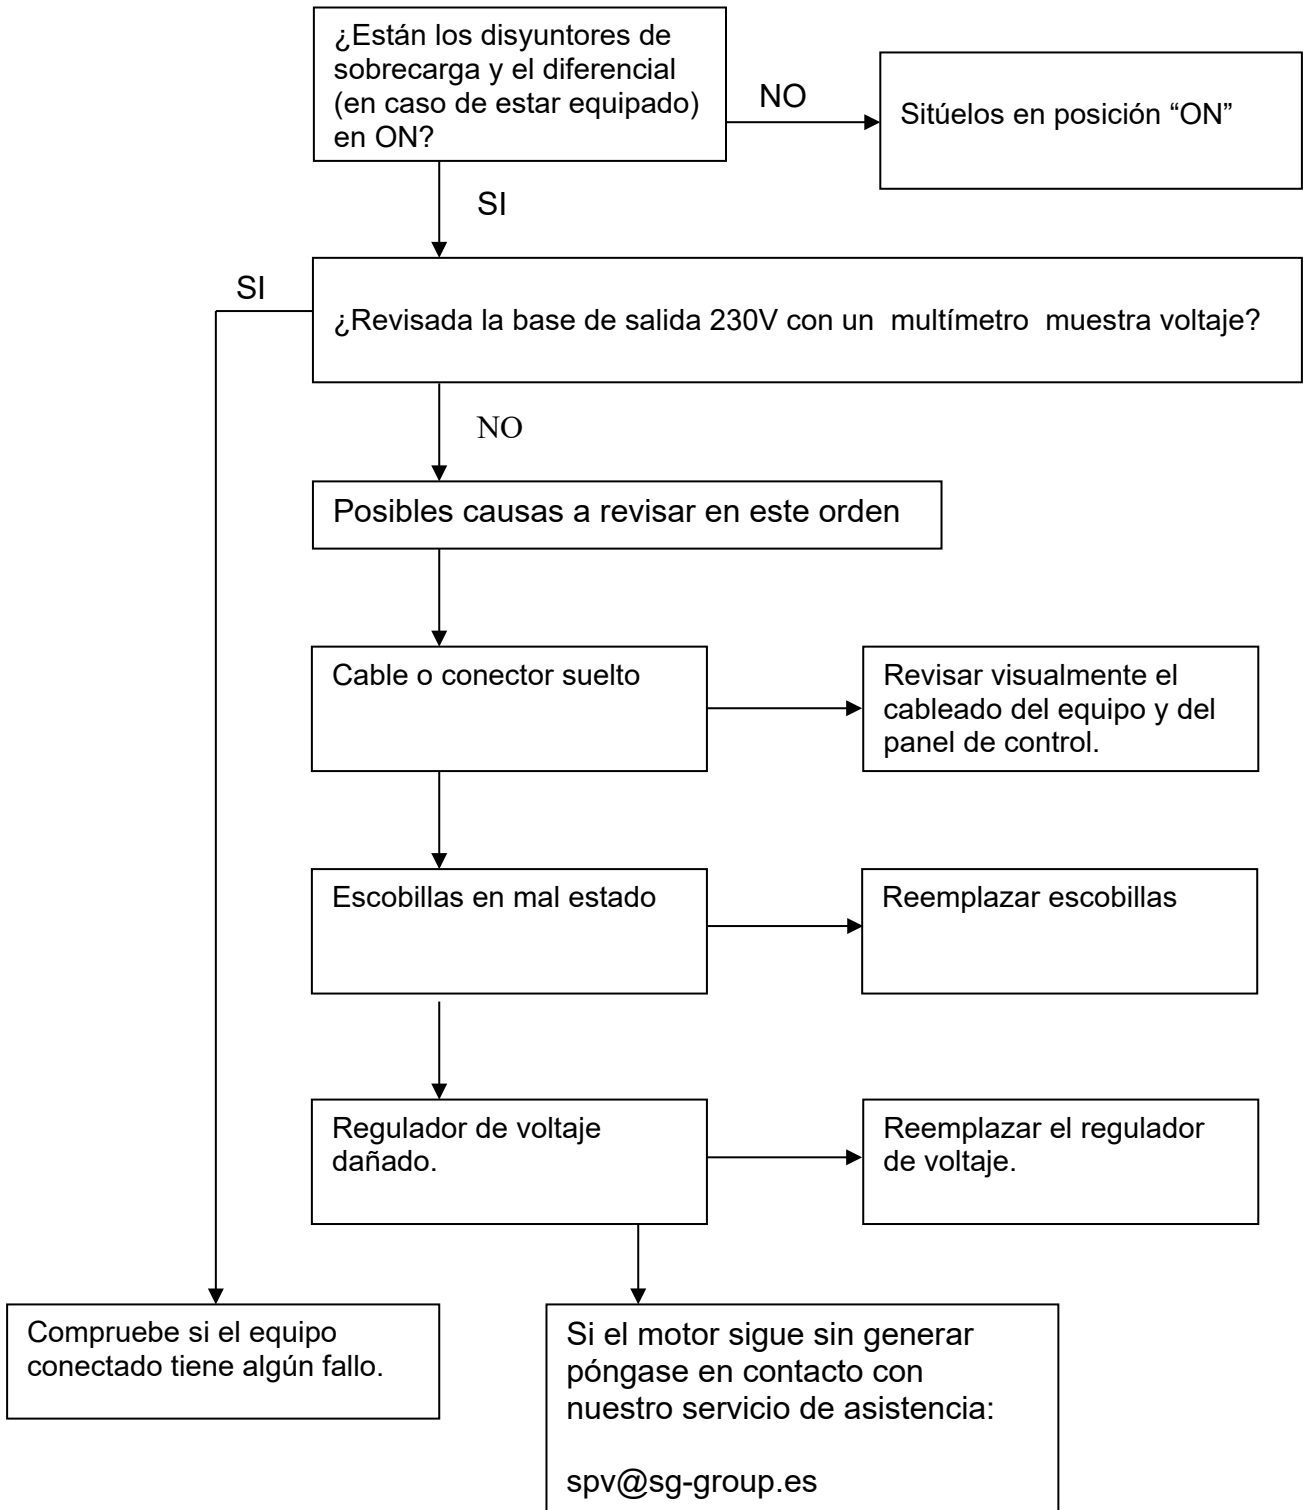 ¿Están los disyuntores de
sobrecarga y el diferencial
(en caso de estar equipado)
en ON?
NO
Sitúelos en posición “ON”
SI
SI
¿Revisada la base de salida 230V con un  multímetro  muestra voltaje?
NO
Posibles causas a revisar en este orden
Cable o conector suelto
Revisar visualmente el
cableado del equipo y del
panel de control.
Escobillas en mal estado
Reemplazar escobillas
Regulador de voltaje
dañado.
Reemplazar el regulador
de voltaje.
Compruebe si el equipo
conectado tiene algún fallo.
Si el motor sigue sin generar
póngase en contacto con
nuestro servicio de asistencia:
spv@sg-group.es